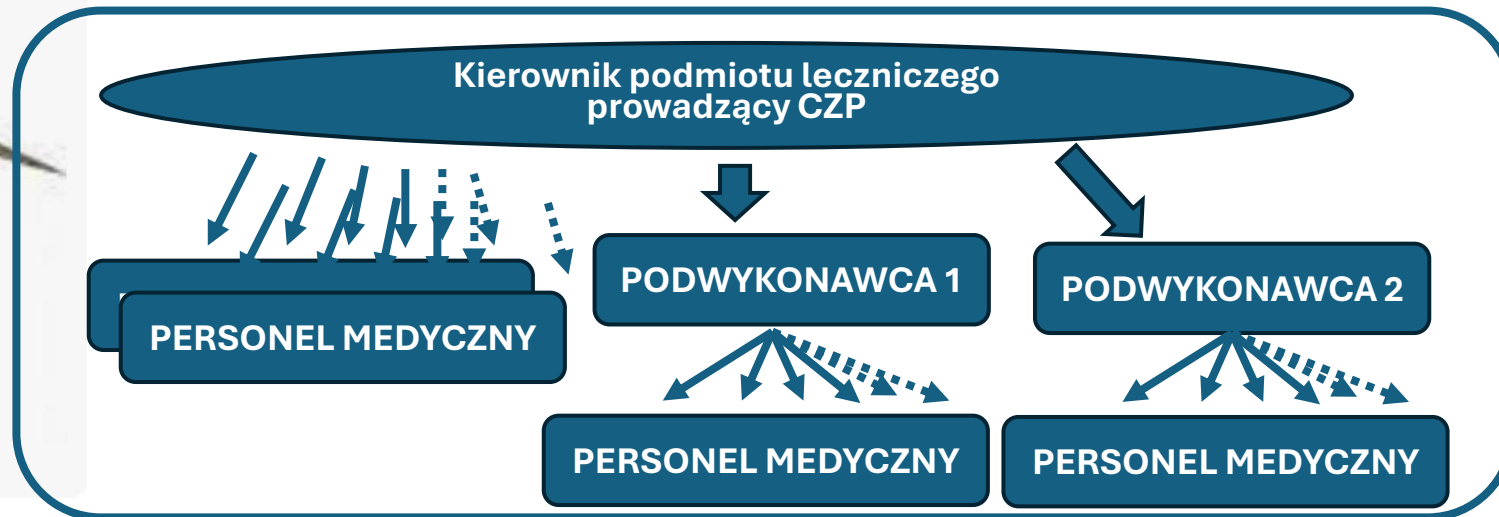 Kierownik podmiotu leczniczego
prowadzący CZP
PODWYKONAWCA 1
PODWYKONAWCA 2
PERSONEL MEDYCZNY
PERSONEL MEDYCZNY
PERSONEL MEDYCZNY